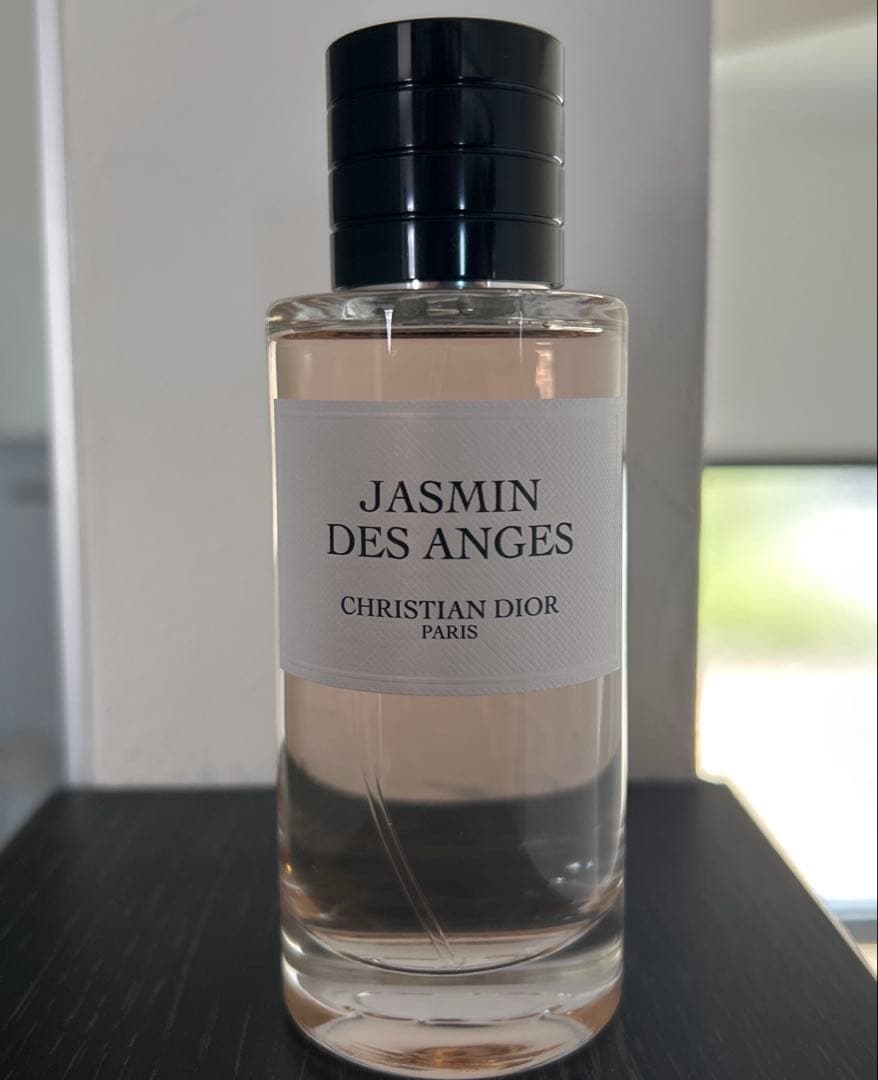 JASMIN
DES ANGES
CHRISTIAN DIOR
PARIS